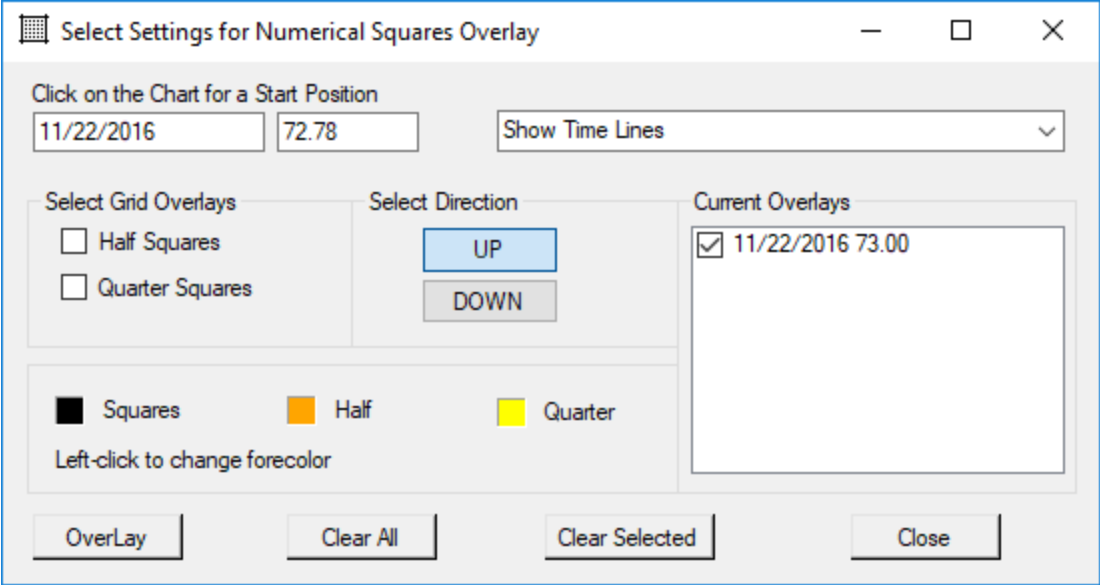 Select Settings for Numerical Squares Overlay
Click on the Chart for a Start Position
11/22/2016 72.78 Show Time Lines
Select Grid Overlays Select Direction Current Overlays
Half Squares UP 11/22/2016 73.00
Quarter Squares DOWN
Squares Half Quarter
Left-click to change forecolor
OverLay Clear All Clear Selected Close